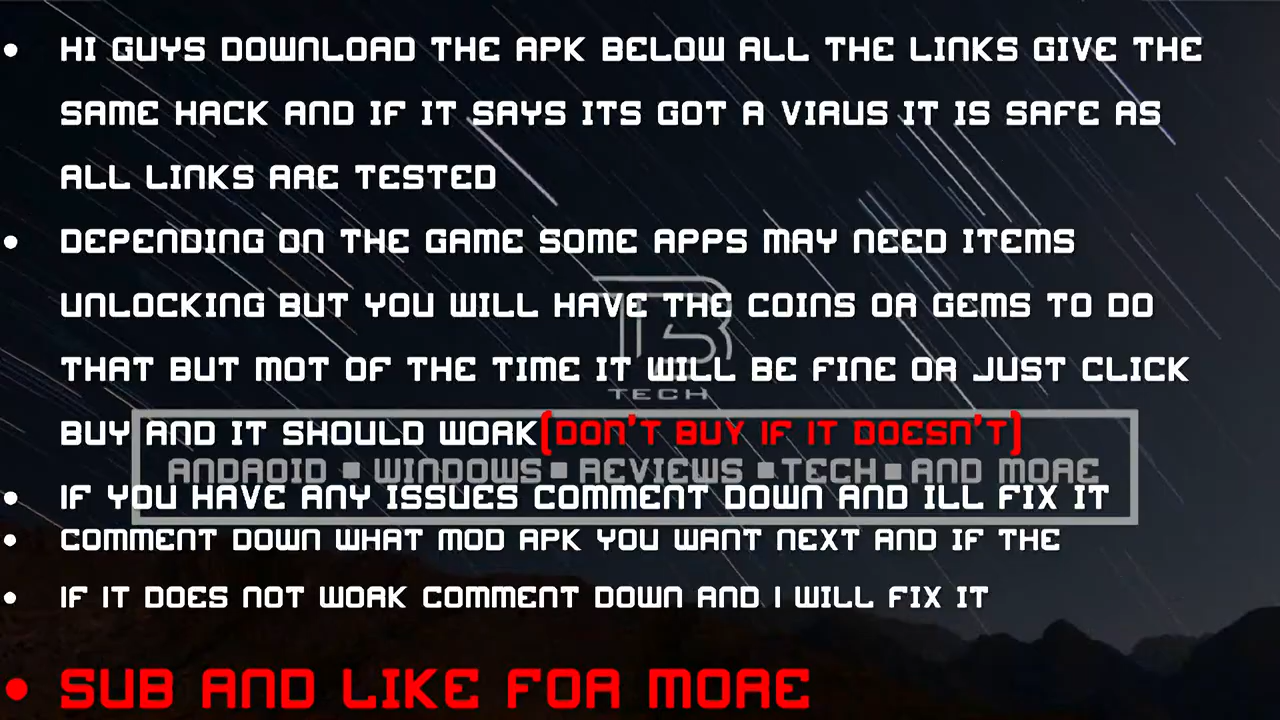 HI GUYS DOWNLOAD THE APK BELOW ALL THE LINKS GIVE THE
SAME HACK AND IF IT SAYS ITS GOT A VIRUS IT IS SAFE AS
ALL LINKS ARE TESTED
DEPENDING ON THE GAME SOME APPS MAY NEED ITEMS
UNLOCKING BUT YOU WILL HAVE THE COINS OR GEMS TO DO
THAT BUT MOT OF THE TIME IT WILL BE FINE OR JUST CLICK
BUY AND IT SHOULD WORK(DON'T BUY IF IT DOESN'T)
IF YOU HAVE ANY ISSUES COMMENT DOWN AND ILL FIX IT
COMMENT DOWN WHAT MOD APK YOU WANT NEXT AND IF THE
IF IT DOES NOT WORK COMMENT DOWN AND I WILL FIX IT
SUB AND LIKE FOR MORE
TECH
ANDROID ▪ WINDOWS ▪ REVIEWS ▪ TECH ▪ AND MORE